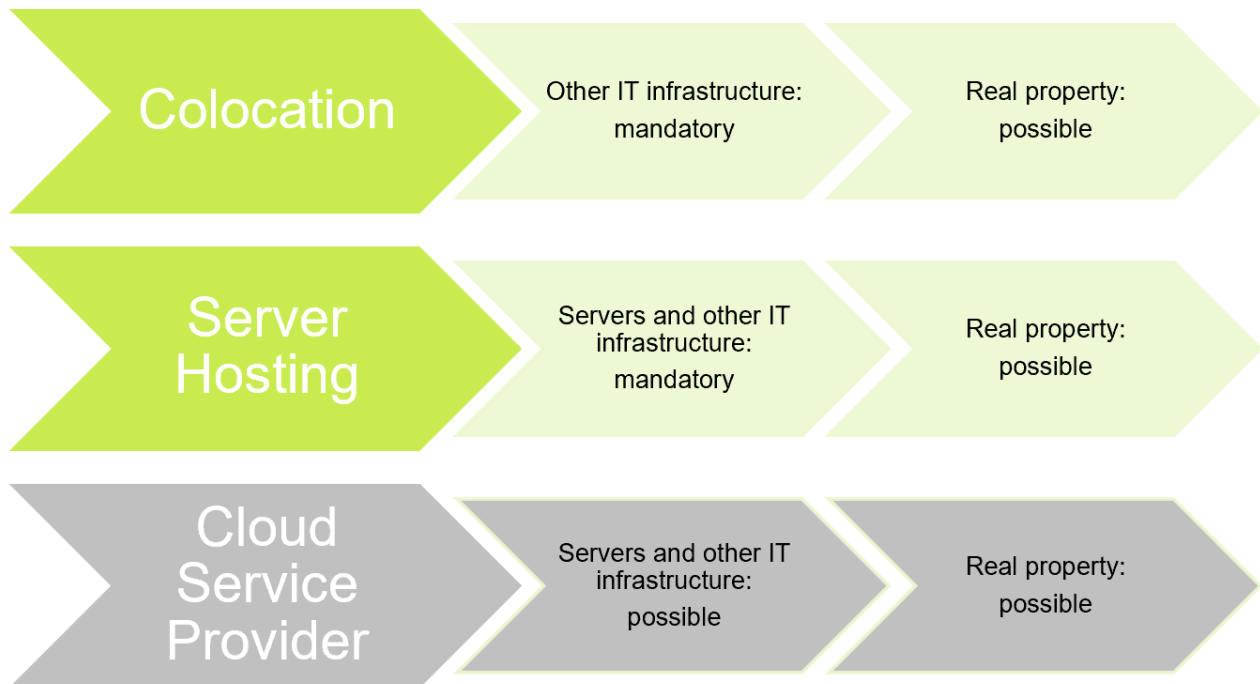 Colocation
Other IT infrastructure:
mandatory
Real property:
possible
Server
Hosting
Servers and other IT
infrastructure:
mandatory
Real property:
possible
Cloud
Service
Provider
Servers and other IT
infrastructure:
possible
Real property:
possible